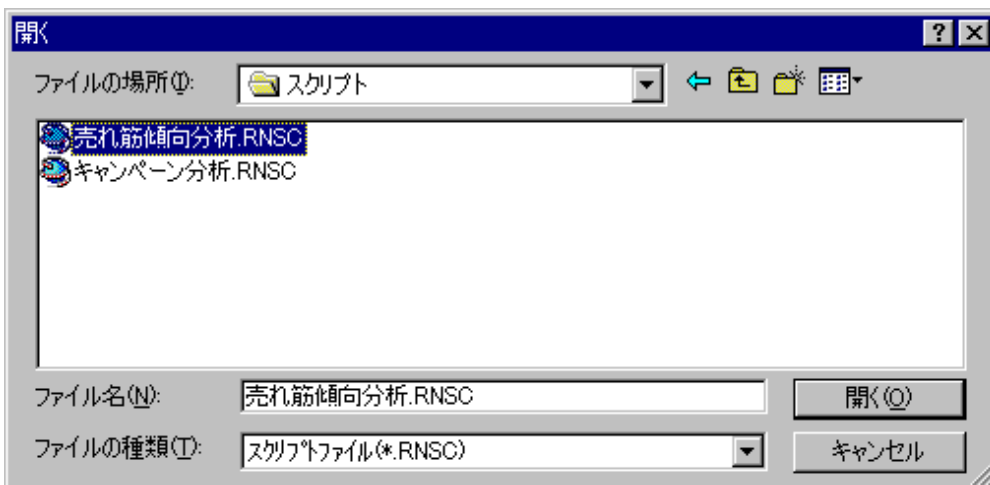 開く
ファイルの場所(I):
スクリプト
売れ筋傾向分析.RNSC
キャンペーン分析.RNSC
ファイル名(N):
売れ筋傾向分析.RNSC
開く(O)
ファイルの種類(T):
スクリプトファイル(*.RNSC)
キャンセル